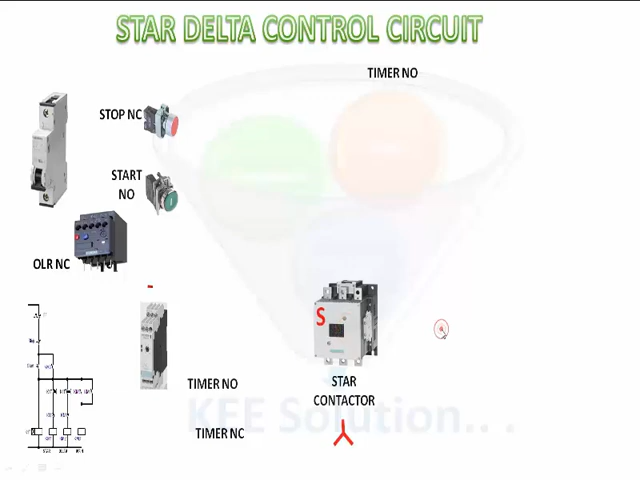 STAR DELTA CONTROL CIRCUIT
TIMER NO
STOP NC
START
NO
OLR NC
S
TIMER NO
STAR
CONTACTOR
TIMER NC
KEE Solution.. .